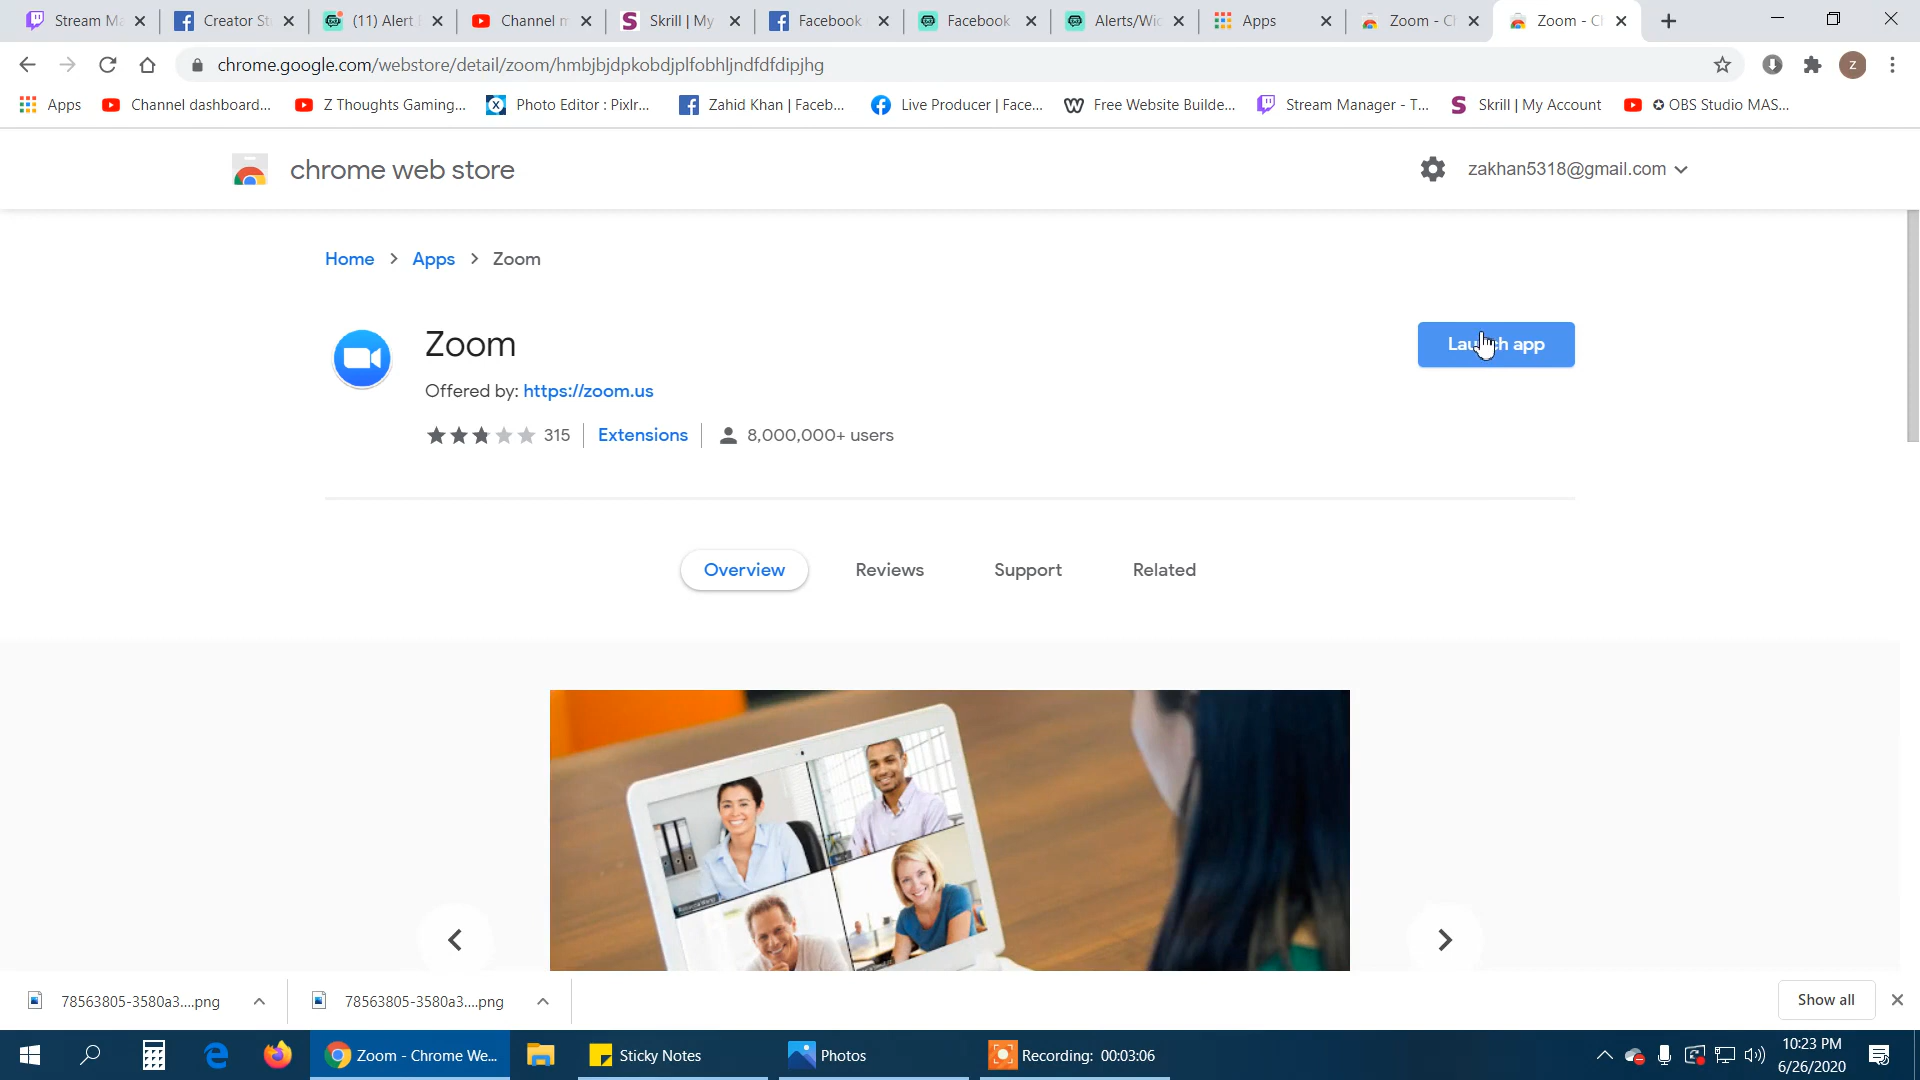 Stream Ma
Creator St
(11) Alert
Channel m
Skrill | My
Facebook
Facebook
Alerts/Wid
Apps
Zoom - Ch
Zoom - Ch
chrome.google.com/webstore/detail/zoom/hmbjbjdpkobdjplfobhljndfdfdipjhg
Z
Apps
Channel dashboard...
Z Thoughts Gaming...
Photo Editor : Pixlr...
Zahid Khan | Faceb...
Live Producer | Face...
Free Website Builde...
Stream Manager - T...
Skrill | My Account
✪ OBS Studio MAS...
chrome web store
zakhan5318@gmail.com
Home > Apps > Zoom
Zoom
Launch app
Offered by: https://zoom.us
315
Extensions
8,000,000+ users
Overview
Reviews
Support
Related
78563805-3580a3....png
78563805-3580a3....png
Show all
Zoom - Chrome We...
Sticky Notes
Photos
Recording: 00:03:06
10:23 PM
6/26/2020